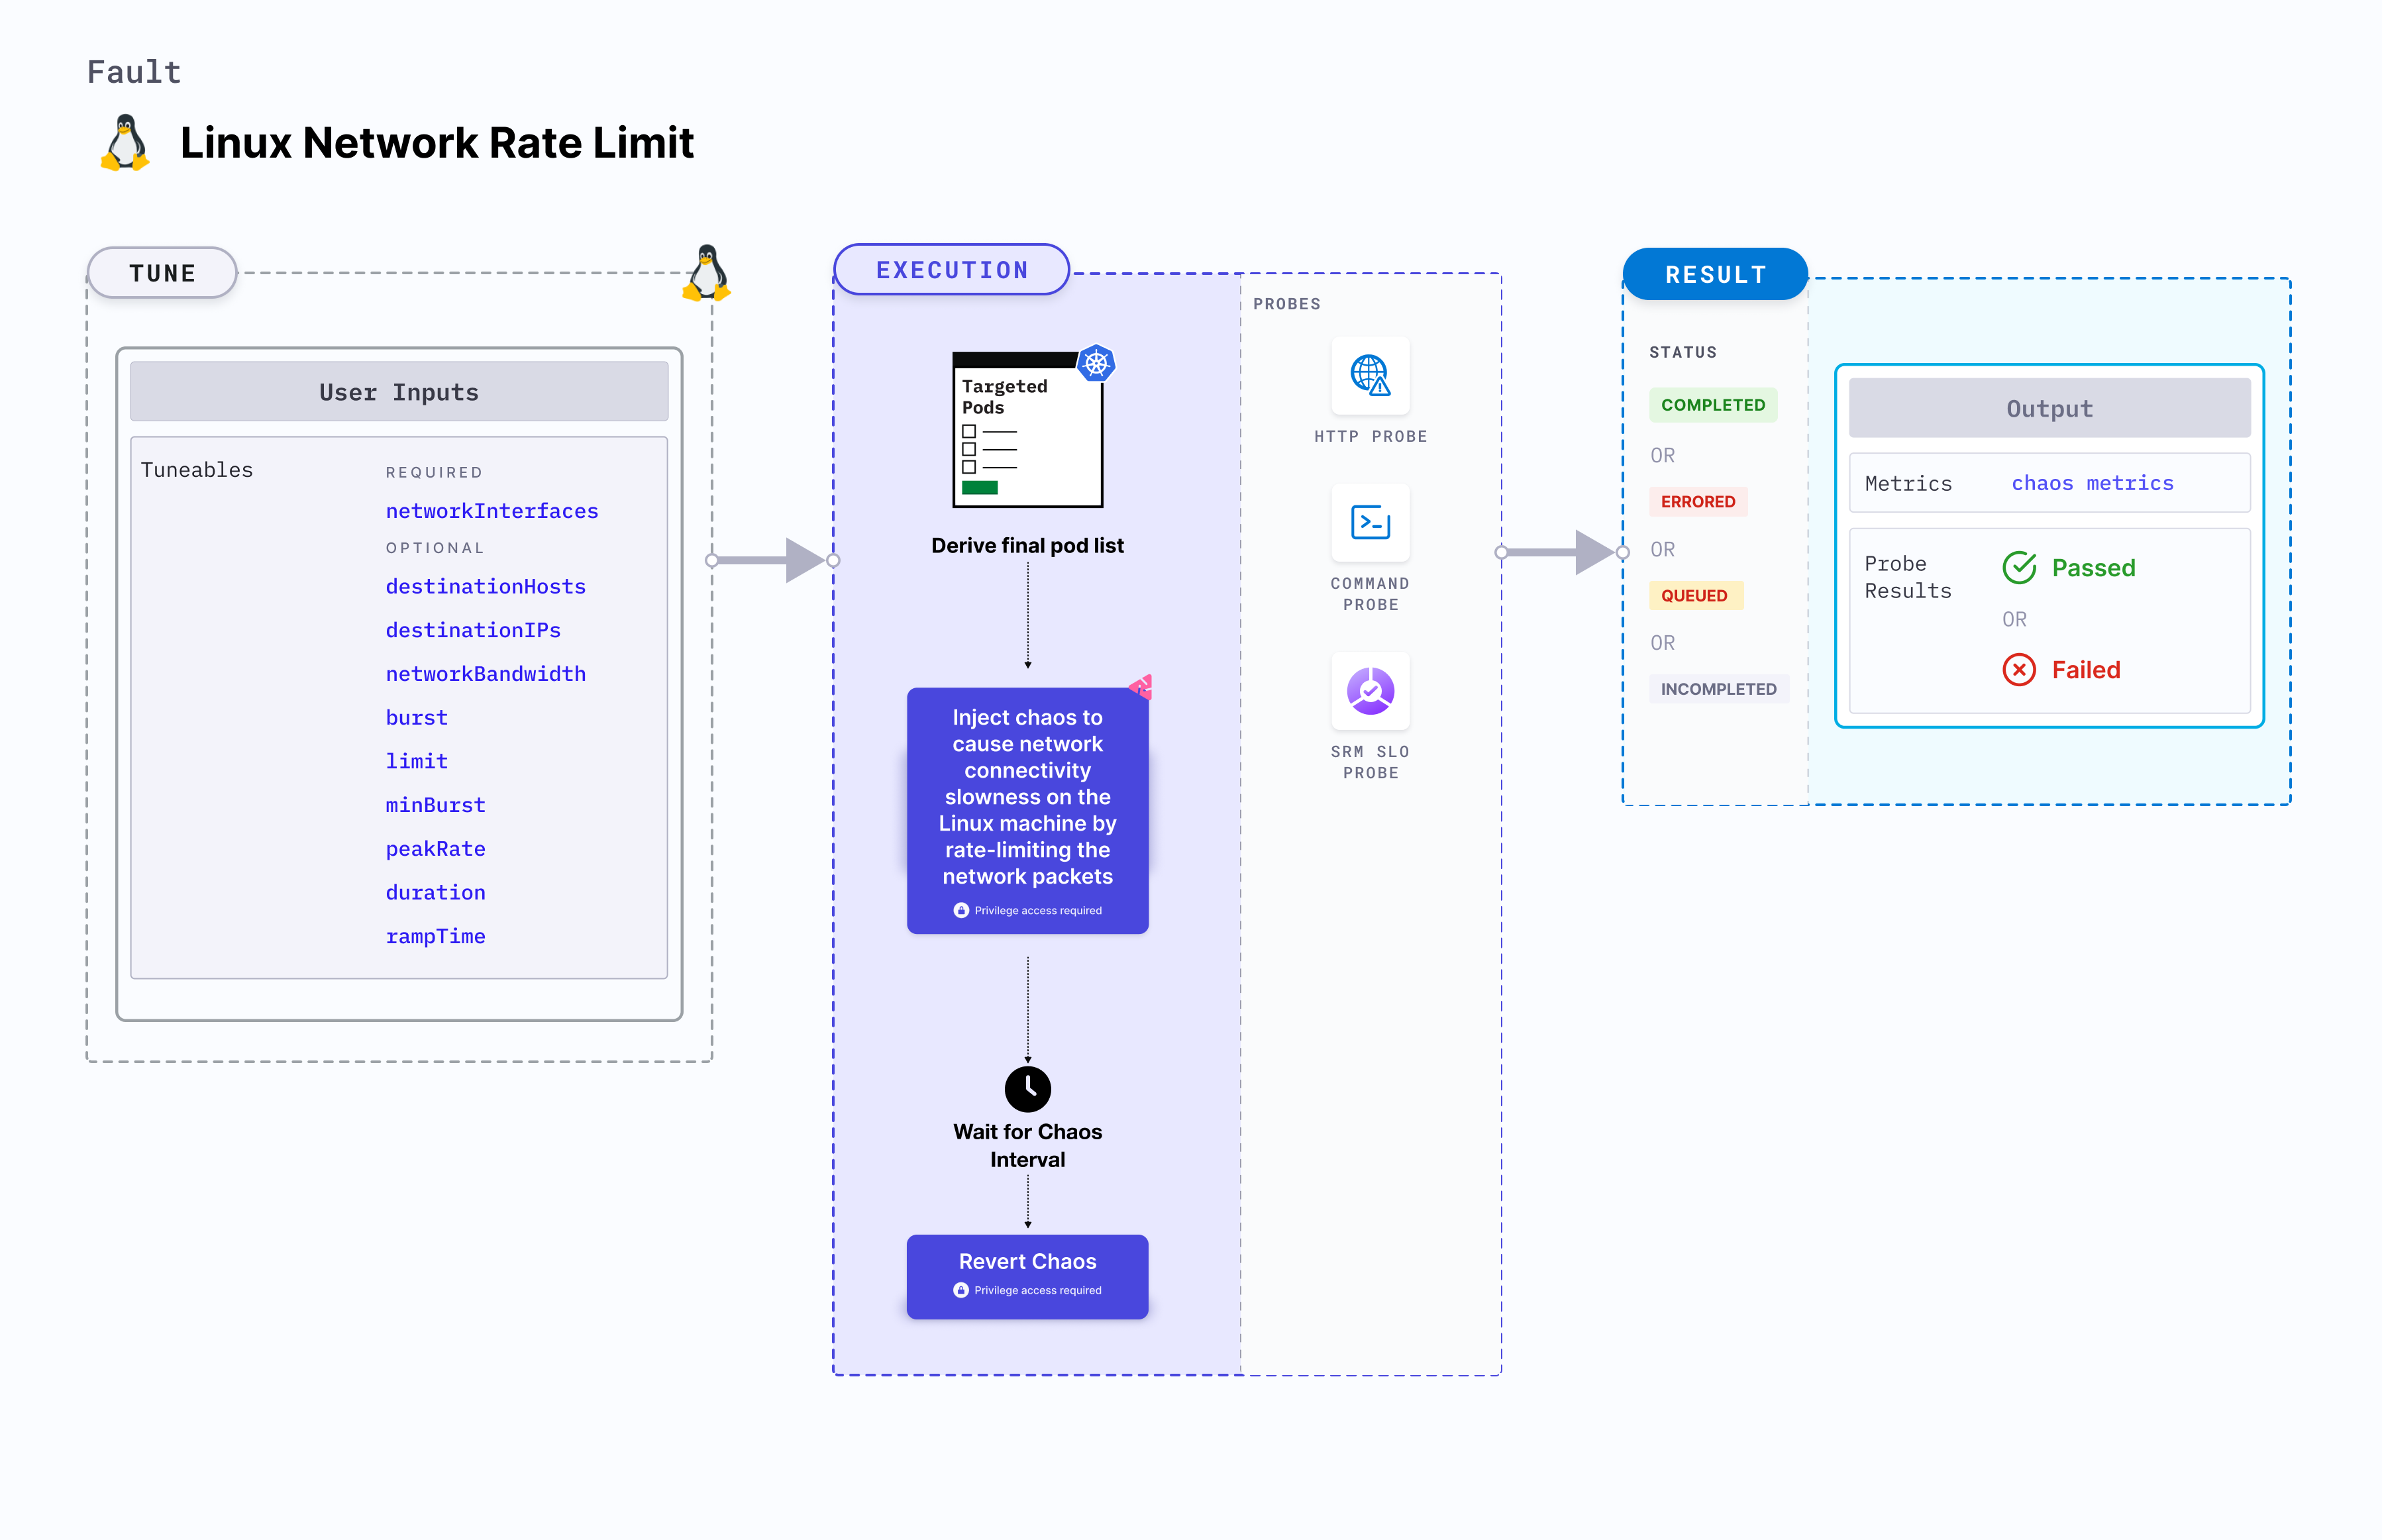 Fault
Linux Network Rate Limit
TUNE
User Inputs
Tuneables
REQUIRED
networkInterfaces
OPTIONAL
destinationHosts
destinationIPs
networkBandwidth
burst
limit
minBurst
peakRate
duration
rampTime
EXECUTION
Targeted
Pods
Derive final pod list
Inject chaos to
cause network
connectivity
slowness on the
Linux machine by
rate-limiting the
network packets
Privilege access required
Wait for Chaos
Interval
Revert Chaos
Privilege access required
PROBES
HTTP PROBE
COMMAND
PROBE
SRM SLO
PROBE
RESULT
STATUS
COMPLETED
OR
ERRORED
OR
QUEUED
OR
INCOMPLETED
Output
Metrics
chaos metrics
Probe
Results
Passed
OR
Failed